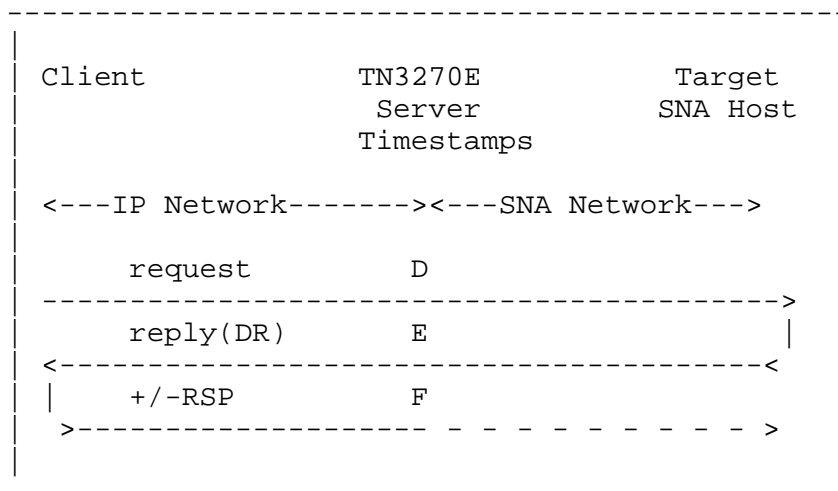 Client TN3270E Target
Server SNA Host
Timestamps
<---IP Network-------><---SNA Network--->
request D
----------------------------------->
reply(DR) E |
<----------------------------------<
| +/-RSP F
>------------------- - - - - - - - - >